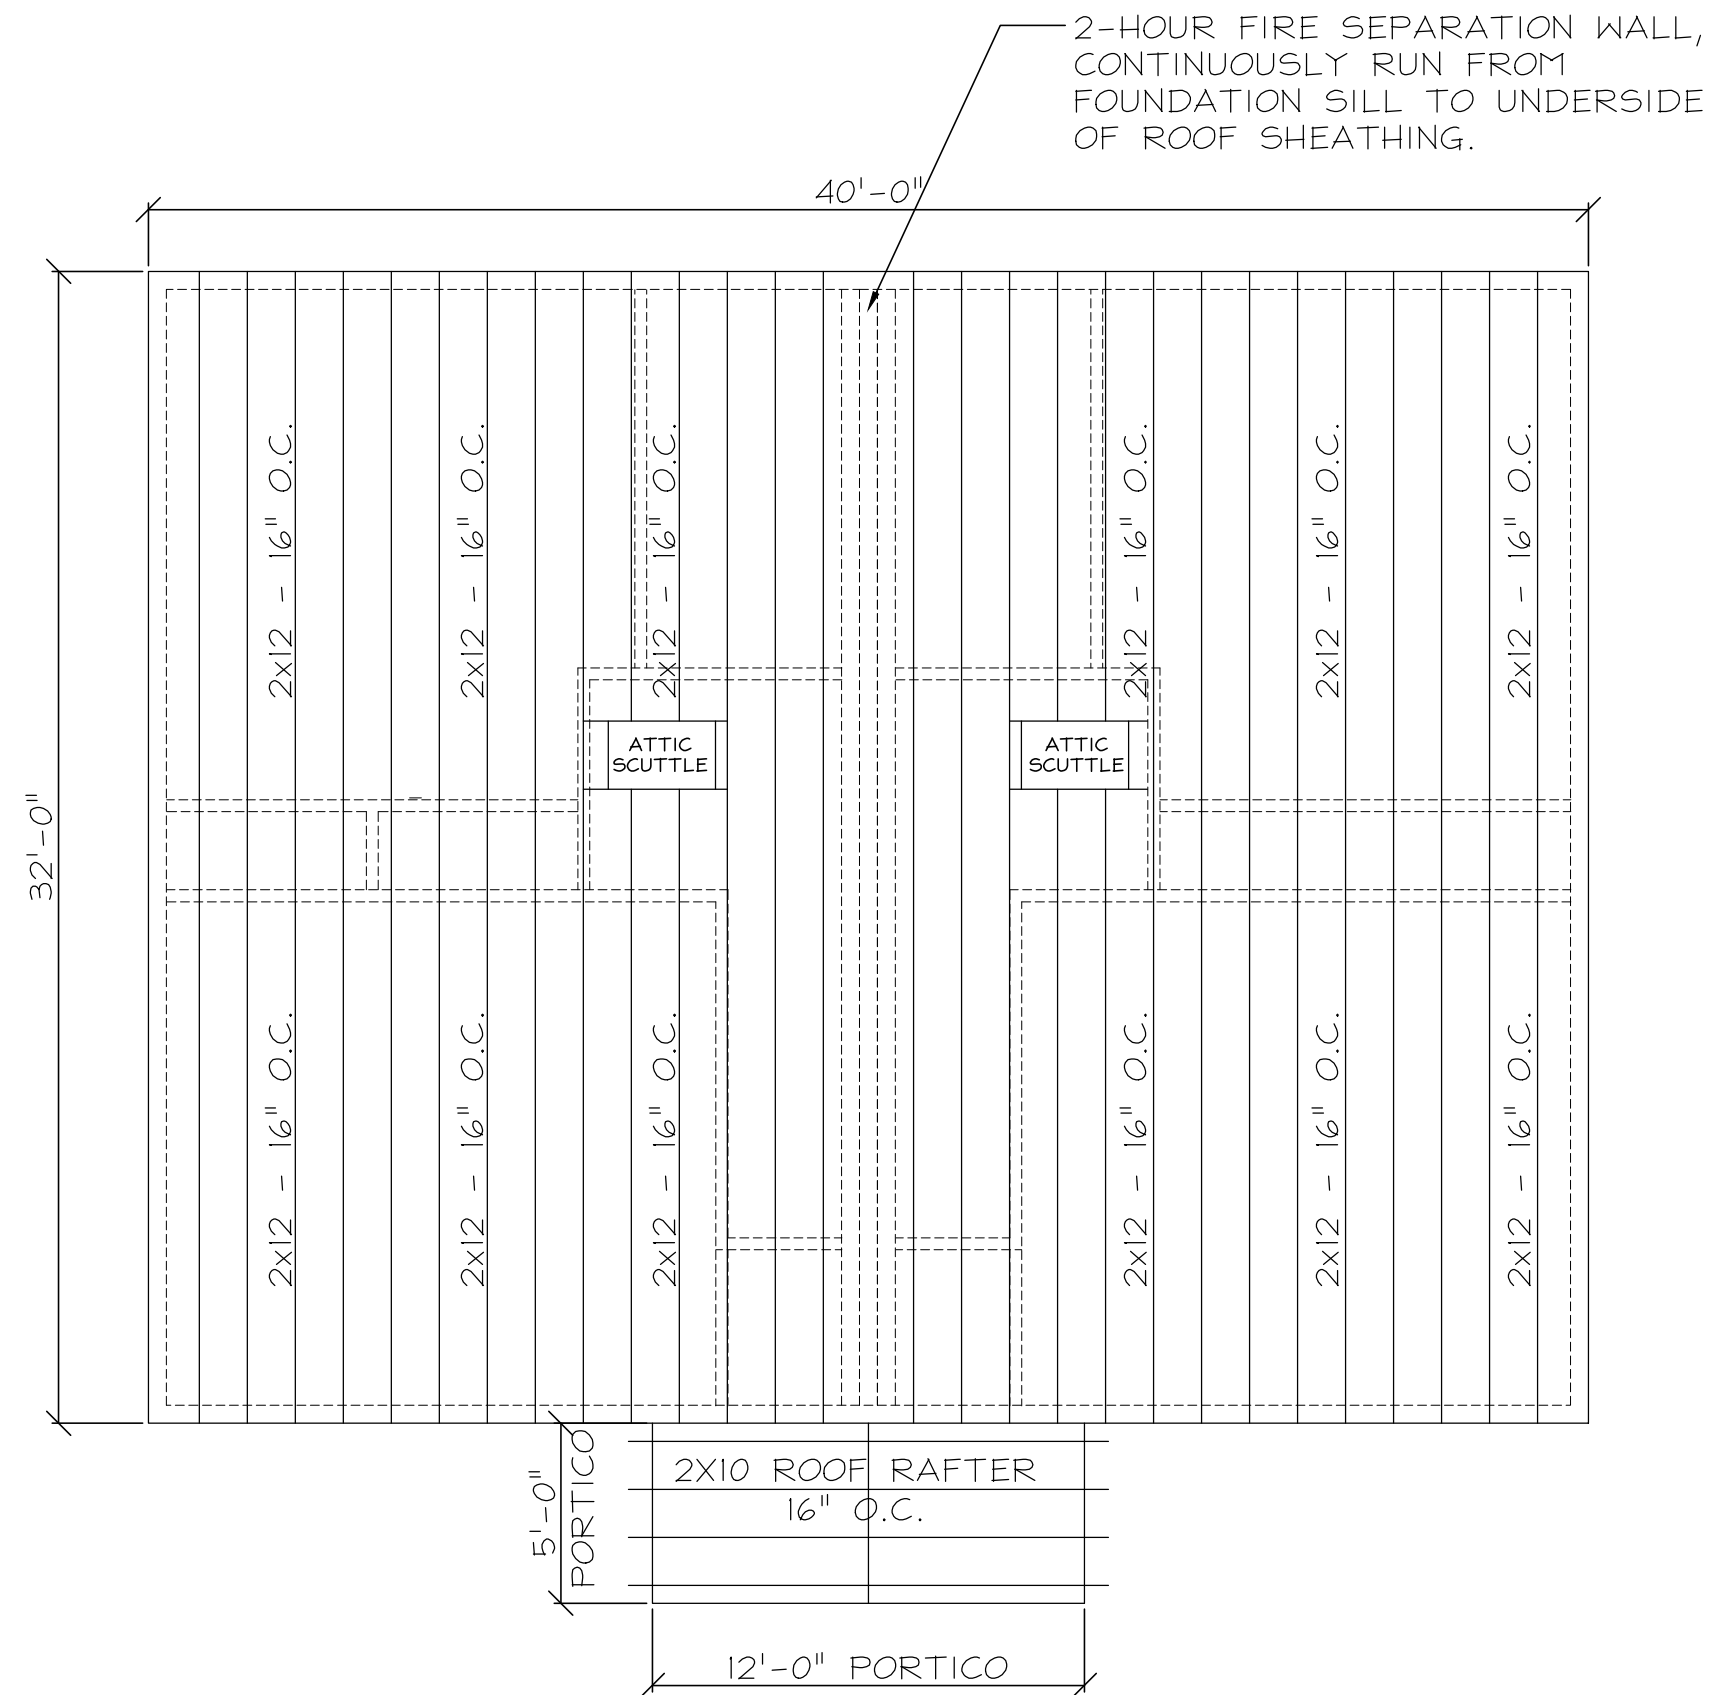 2-HOUR FIRE SEPARATION WALL,
CONTINUOUSLY RUN FROM
FOUNDATION SILL TO UNDERSIDE
OF ROOF SHEATHING.
40'-0"
32'-0"
2x12 - 16" O.C.
2x12 - 16" O.C.
2x12 - 16" O.C.
2x12 - 16" O.C.
2x12 - 16" O.C.
2x12 - 16" O.C.
ATTIC
SCUTTLE
ATTIC
SCUTTLE
2x12 - 16" O.C.
2x12 - 16" O.C.
2x12 - 16" O.C.
2x12 - 16" O.C.
2x12 - 16" O.C.
2x12 - 16" O.C.
5'-0"
PORTICO
2X10 ROOF RAFTER
16" O.C.
12'-0" PORTICO